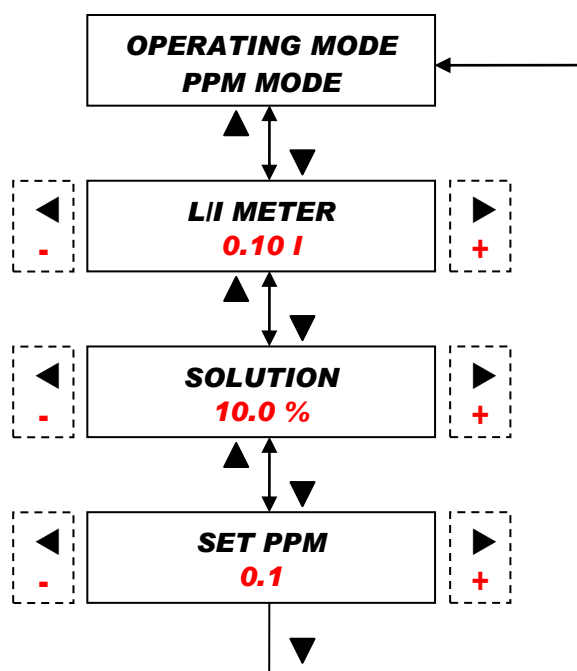 OPERATING MODE
PPM MODE
L/I METER
0.10 I
- +
SOLUTION
10.0 %
- +
SET PPM
0.1
- +